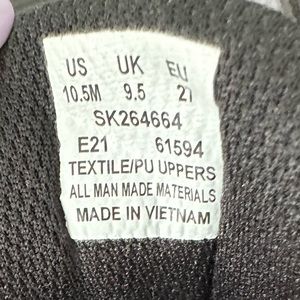 US UK EU
10.5M 9.5 27
SK264664
E21 61594
TEXTILE/PU UPPERS
ALL MAN MADE MATERIALS
MADE IN VIETNAM